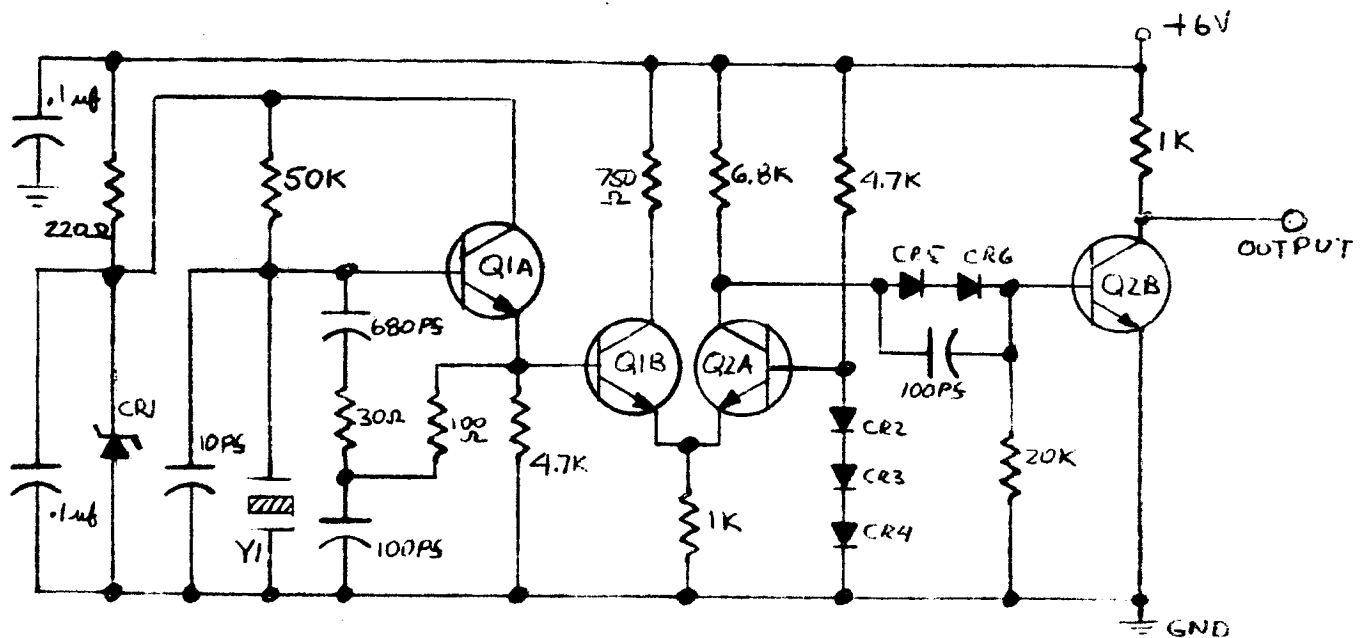 +6V
.1uf
220Ω
50K
750
Ω
6.8K
4.7K
1K
OUTPUT
Q1A
CR5
CR6
Q2B
680PS
Q1B
Q2A
100PS
CR1
30Ω
100
Ω
4.7K
CR2
CR3
CR4
20K
10PS
.1uf
Y1
100PS
1K
GND